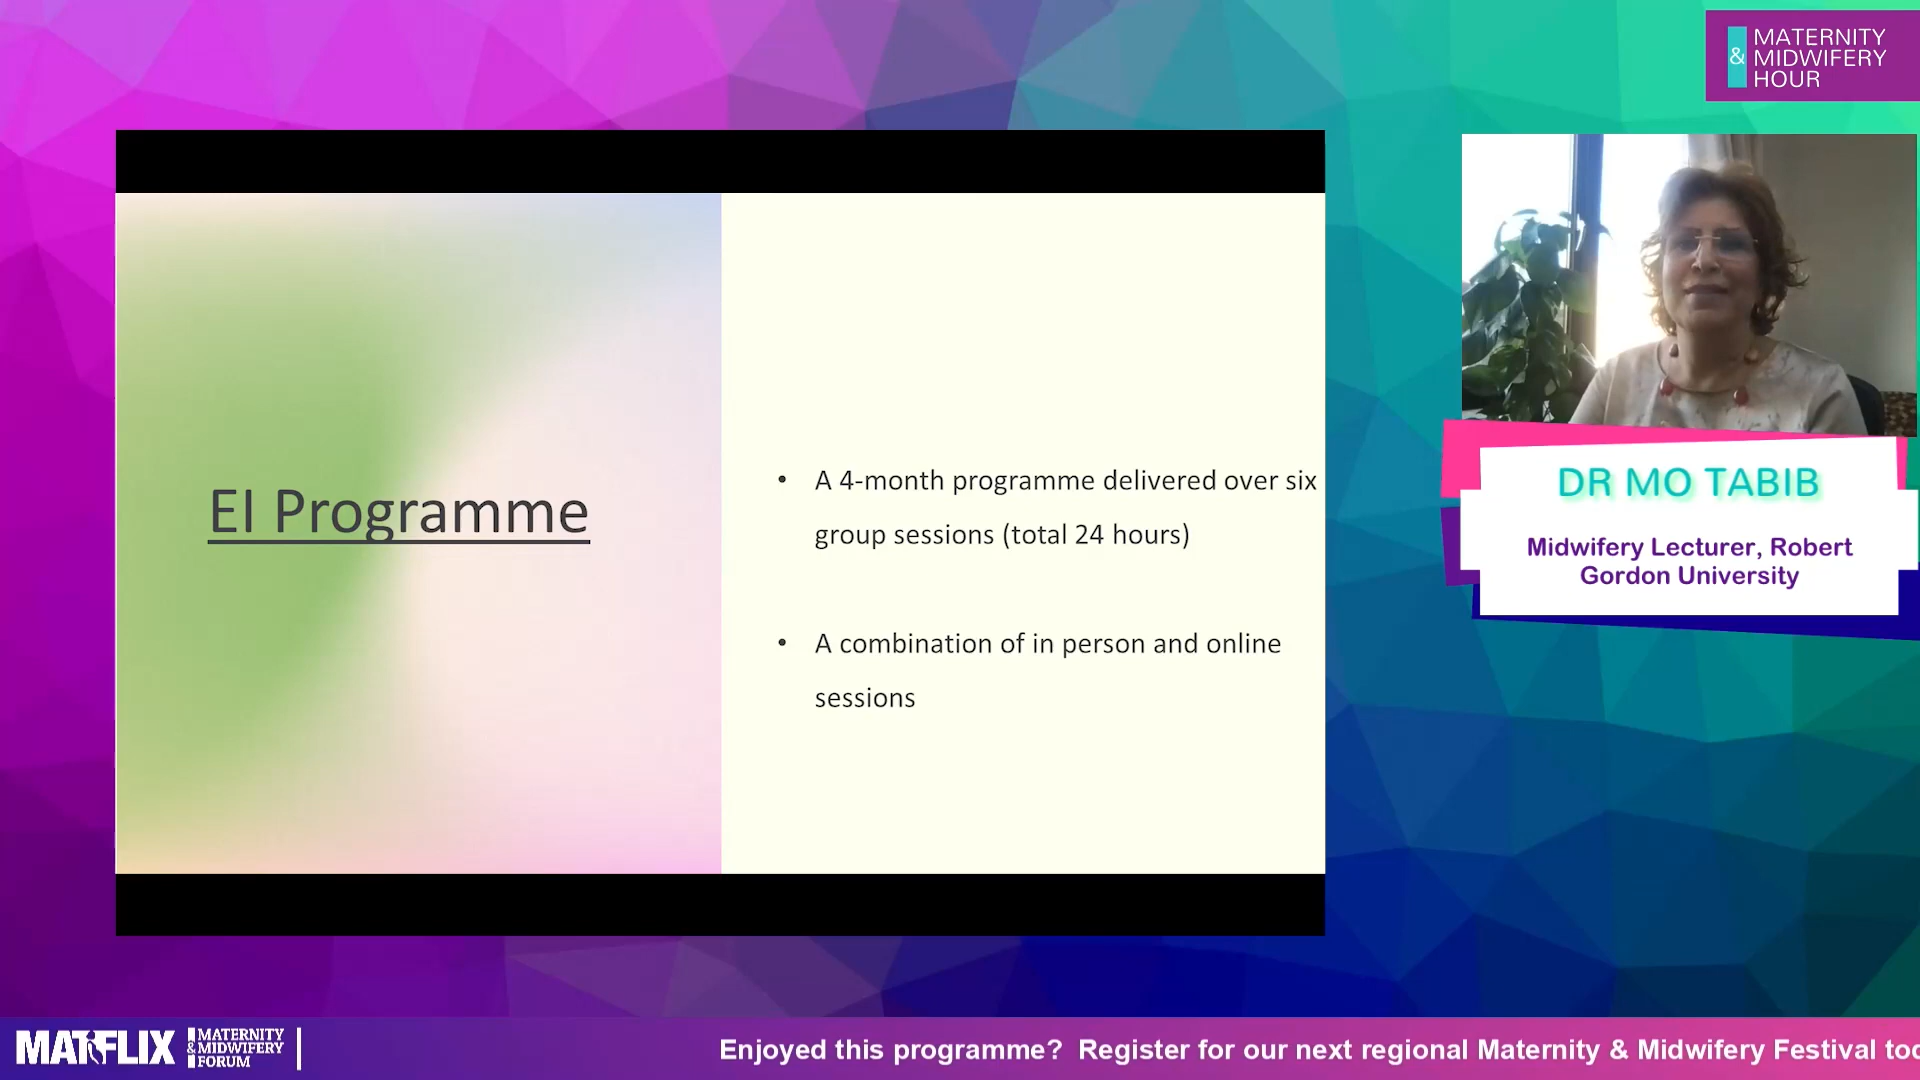 MATERNITY
& MIDWIFERY
HOUR
EI Programme
• A 4-month programme delivered over six
group sessions (total 24 hours)
• A combination of in person and online
sessions
DR MO TABIB
Midwifery Lecturer, Robert
Gordon University
MATFLIX
MATERNITY
& MIDWIFERY
FORUM
Enjoyed this programme? Register for our next regional Maternity & Midwifery Festival